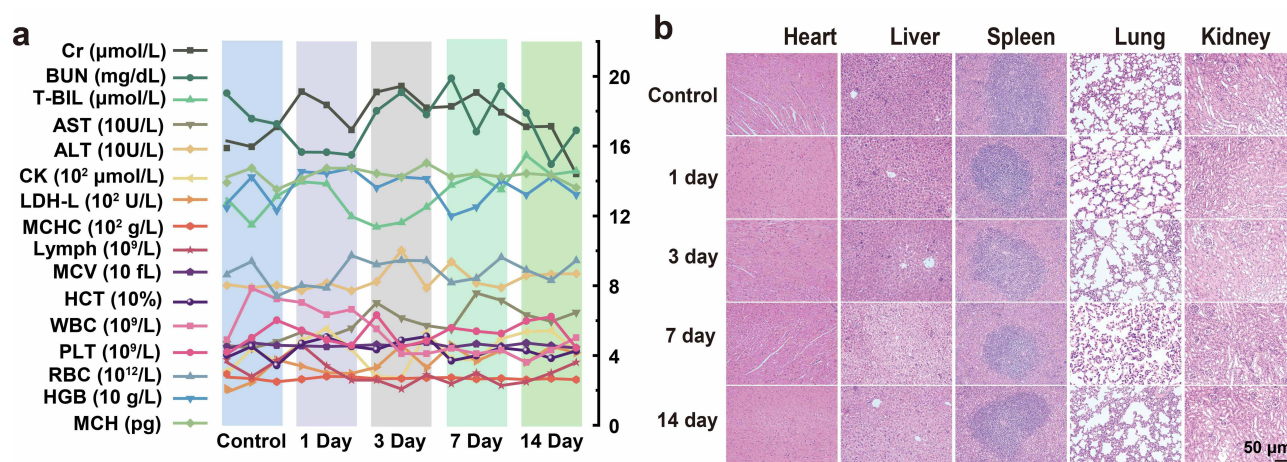 a
Cr (µmol/L)
BUN (mg/dL)
T-BIL (µmol/L)
AST (10U/L)
ALT (10U/L)
CK (10² µmol/L)
LDH-L (10² U/L)
MCHC (10² g/L)
Lymph (10⁹/L)
MCV (10 fL)
HCT (10%)
WBC (10⁹/L)
PLT (10⁹/L)
RBC (10¹²/L)
HGB (10 g/L)
MCH (pg)
20
16
12
8
4
0
Control 1 Day 3 Day 7 Day 14 Day
b
Heart Liver Spleen Lung Kidney
Control
1 day
3 day
7 day
14 day
50 µm